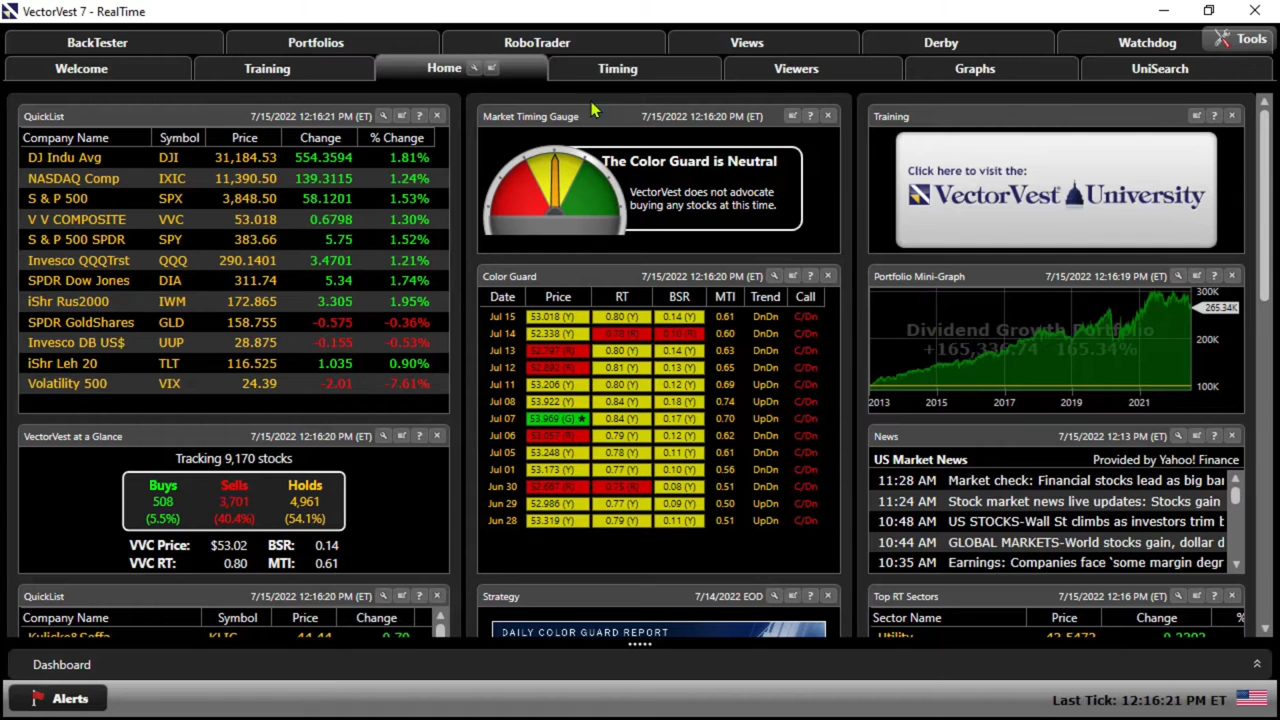 VectorVest 7 - RealTime
BackTester Portfolios RoboTrader Views Derby Watchdog Tools
Welcome Training Home Timing Viewers Graphs UniSearch
QuickList 7/15/2022 12:16:21 PM (ET)
Company Name Symbol Price Change % Change
DJ Indu Avg DJI 31,184.53 554.3594 1.81%
NASDAQ Comp IXIC 11,390.50 139.3115 1.24%
S & P 500 SPX 3,848.50 58.1201 1.53%
V V COMPOSITE VVC 53.018 0.6798 1.30%
S & P 500 SPDR SPY 383.66 5.75 1.52%
Invesco QQQTrst QQQ 290.1401 3.4701 1.21%
SPDR Dow Jones DIA 311.74 5.34 1.74%
iShr Rus2000 IWM 172.865 3.305 1.95%
SPDR GoldShares GLD 158.755 -0.575 -0.36%
Invesco DB US$ UUP 28.875 -0.155 -0.53%
iShr Leh 20 TLT 116.525 1.035 0.90%
Volatility 500 VIX 24.39 -2.01 -7.61%
VectorVest at a Glance 7/15/2022 12:16:20 PM (ET)
Tracking 9,170 stocks
Buys Sells Holds
508 3,701 4,961
(5.5%) (40.4%) (54.1%)
VVC Price: $53.02 BSR: 0.14
VVC RT: 0.80 MTI: 0.61
QuickList 7/15/2022 12:16:20 PM (ET)
Company Name Symbol Price Change
Market Timing Gauge 7/15/2022 12:16:20 PM (ET)
The Color Guard is Neutral
VectorVest does not advocate
buying any stocks at this time.
Color Guard 7/15/2022 12:16:20 PM (ET)
Date Price RT BSR MTI Trend Call
Jul 15 53.018 (Y) 0.80 (Y) 0.14 (Y) 0.61 DnDn C/Dn
Jul 14 52.338 (Y) 0.78 (R) 0.10 (R) 0.60 DnDn C/Dn
Jul 13 52.797 (R) 0.80 (Y) 0.14 (Y) 0.63 DnDn C/Dn
Jul 12 52.892 (R) 0.81 (Y) 0.13 (Y) 0.65 DnDn C/Dn
Jul 11 53.206 (Y) 0.80 (Y) 0.12 (Y) 0.69 UpDn C/Dn
Jul 08 53.922 (Y) 0.84 (Y) 0.18 (Y) 0.74 UpDn C/Dn
Jul 07 53.969 (G) ★ 0.84 (Y) 0.17 (Y) 0.70 UpDn C/Dn
Jul 06 53.057 (R) 0.79 (Y) 0.12 (Y) 0.62 DnDn C/Dn
Jul 05 53.248 (Y) 0.78 (Y) 0.11 (Y) 0.61 DnDn C/Dn
Jul 01 53.173 (Y) 0.77 (Y) 0.10 (Y) 0.56 DnDn C/Dn
Jun 30 52.667 (R) 0.75 (R) 0.08 (Y) 0.51 DnDn C/Dn
Jun 29 52.986 (Y) 0.77 (Y) 0.09 (Y) 0.50 UpDn C/Dn
Jun 28 53.319 (Y) 0.79 (Y) 0.11 (Y) 0.51 UpDn C/Dn
Strategy 7/14/2022 EOD
DAILY COLOR GUARD REPORT
Training
Click here to visit the:
VectorVest University
Portfolio Mini-Graph 7/15/2022 12:16:19 PM (ET)
300K
265.34K
Dividend Growth Portfolio
+165,336.74 165.34%
200K
100K
2013 2015 2017 2019 2021
News 7/15/2022 12:13 PM (ET)
US Market News Provided by Yahoo! Finance
11:28 AM Market check: Financial stocks lead as big bar
11:24 AM Stock market news live updates: Stocks gain
10:48 AM US STOCKS-Wall St climbs as investors trim b
10:44 AM GLOBAL MARKETS-World stocks gain, dollar d
10:35 AM Earnings: Companies face `some margin degr
Top RT Sectors 7/15/2022 12:16 PM (ET)
Sector Name Price Change %
Dashboard
Alerts
Last Tick: 12:16:21 PM ET